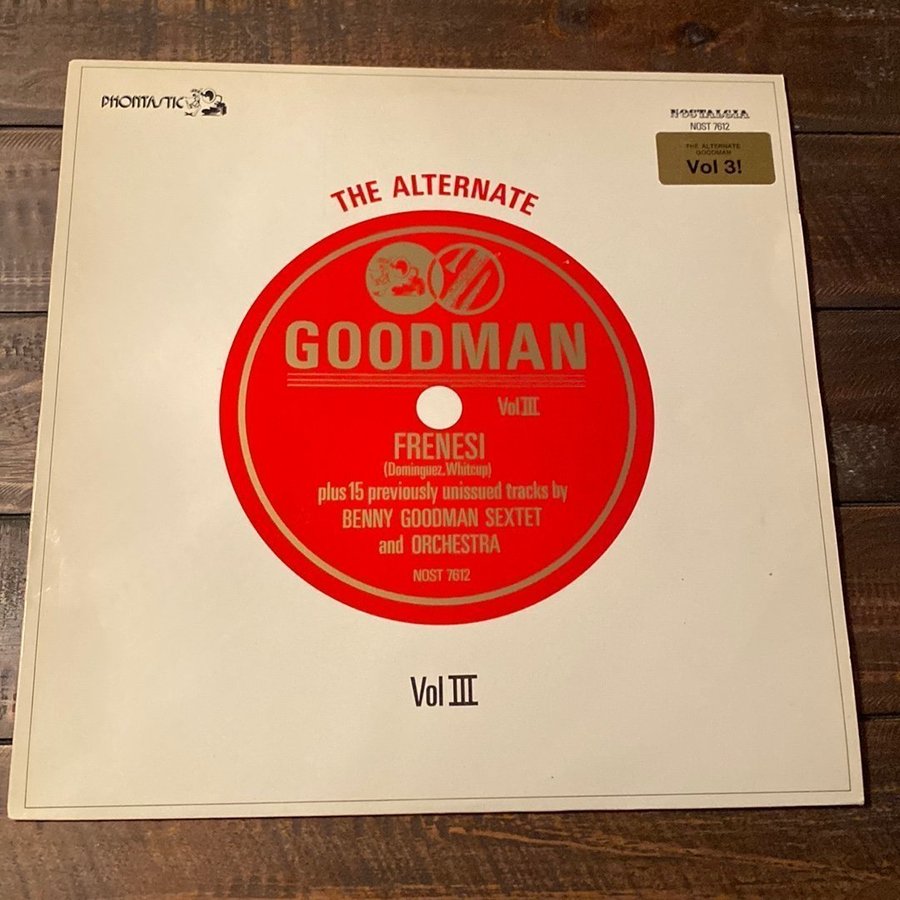 PHONTASTIC
NOSTALGIA
NOST 7612
THE ALTERNATE
GOODMAN
Vol 3!
THE ALTERNATE
GOODMAN
Vol III
FRENESI
(Dominguez, Whitcup)
plus 15 previously unissued tracks by
BENNY GOODMAN SEXTET
and ORCHESTRA
NOST 7612
Vol III